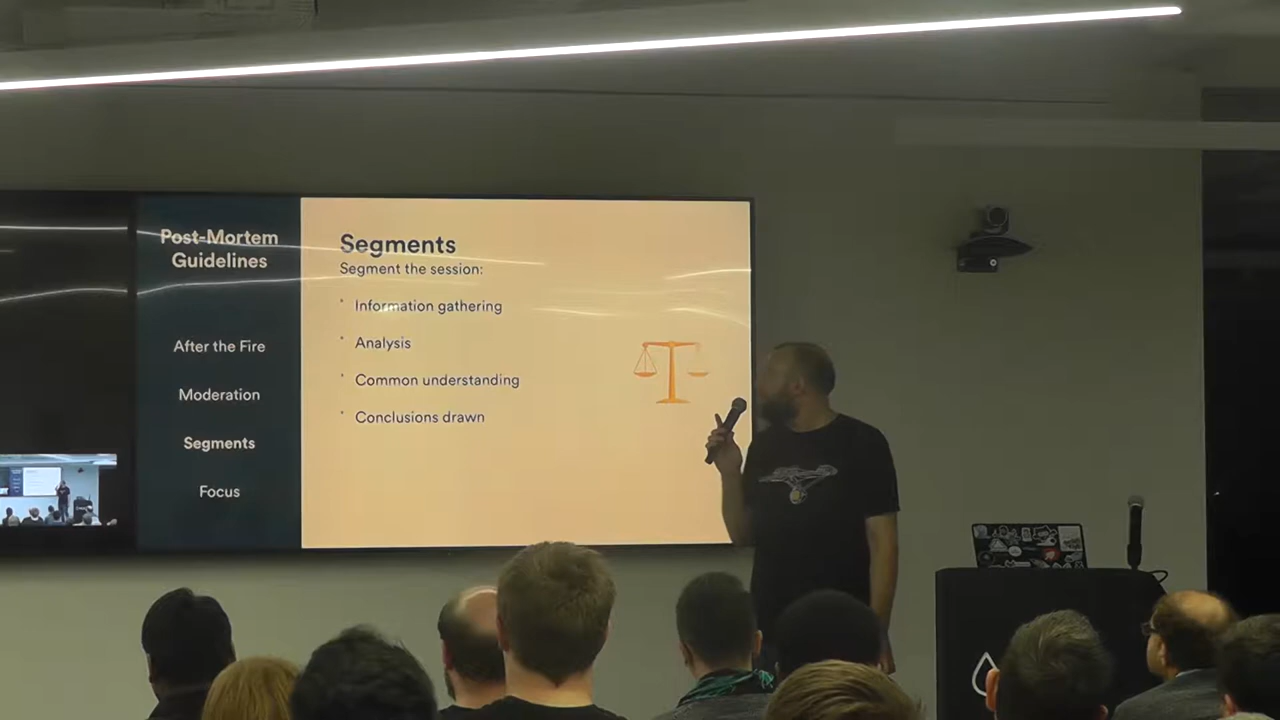 Post-Mortem
Guidelines
After the Fire
Moderation
Segments
Focus
Segments
Segment the session:
Information gathering
Analysis
Common understanding
Conclusions drawn